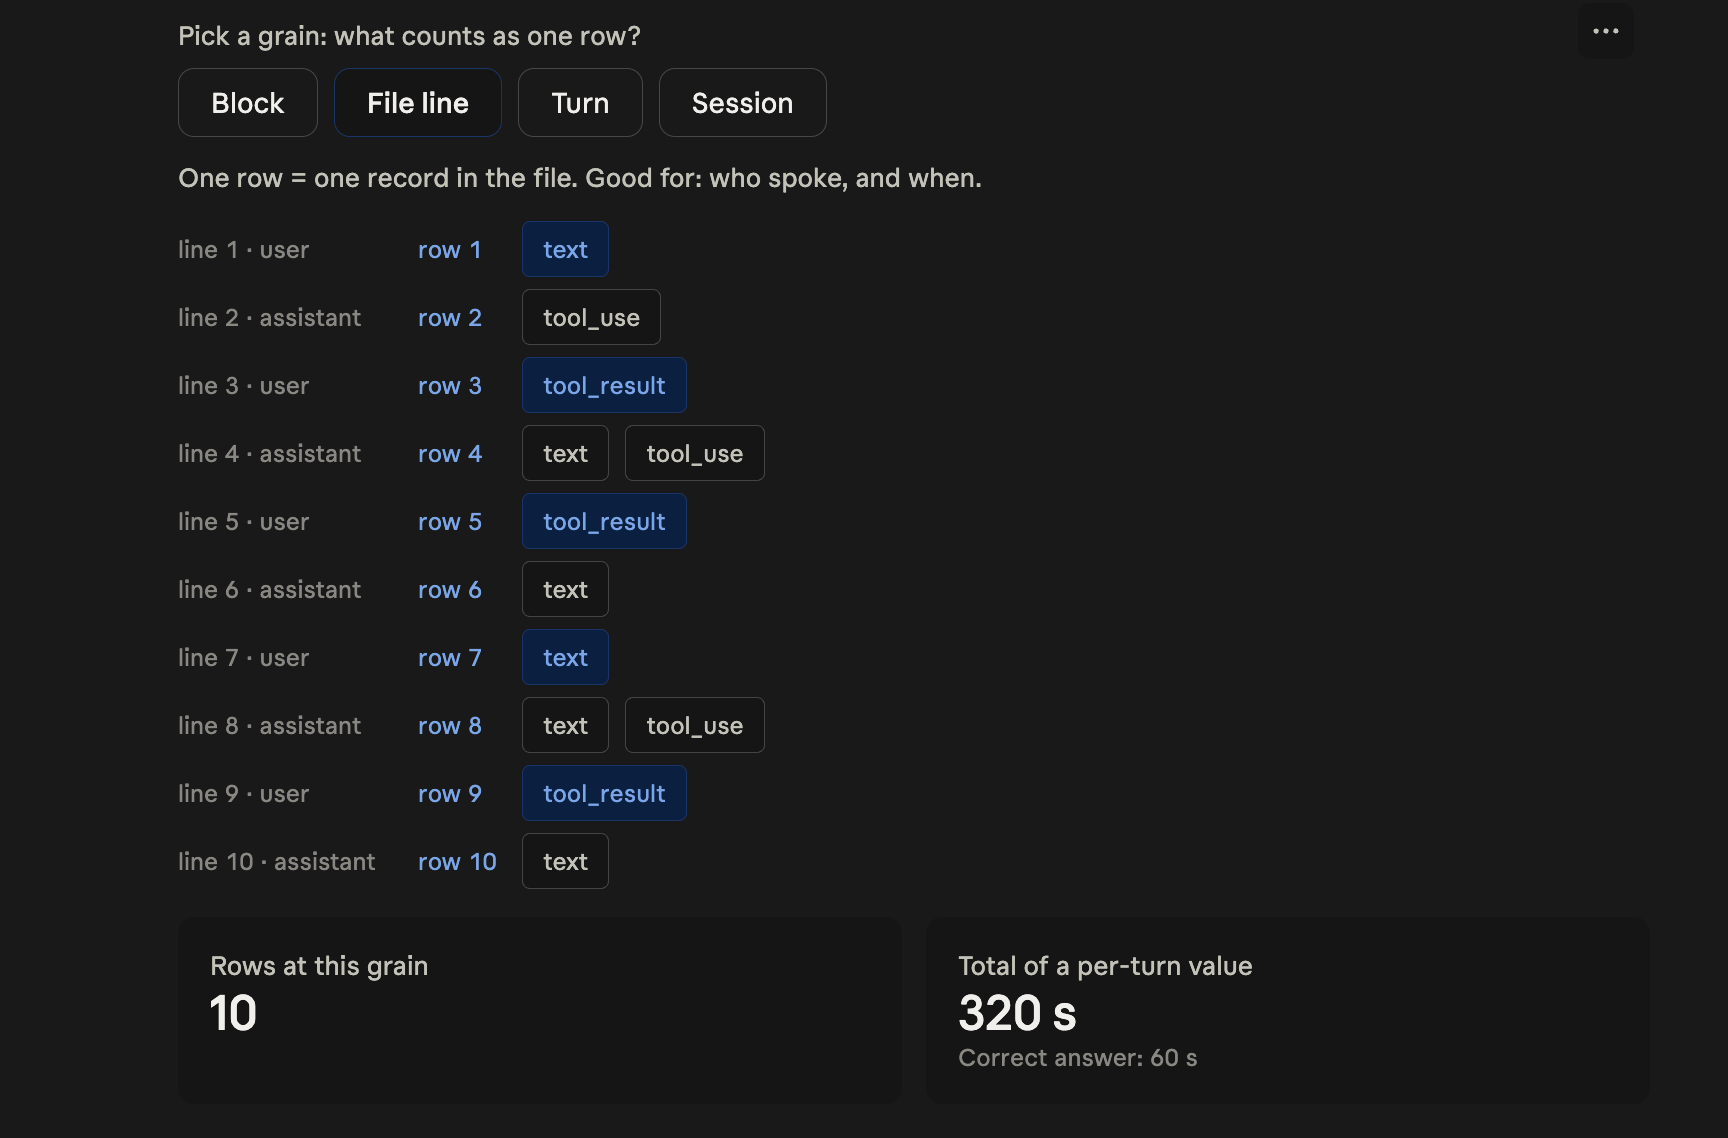 Pick a grain: what counts as one row?
Block File line Turn Session
One row = one record in the file. Good for: who spoke, and when.
line 1 · user row 1 text
line 2 · assistant row 2 tool_use
line 3 · user row 3 tool_result
line 4 · assistant row 4 text tool_use
line 5 · user row 5 tool_result
line 6 · assistant row 6 text
line 7 · user row 7 text
line 8 · assistant row 8 text tool_use
line 9 · user row 9 tool_result
line 10 · assistant row 10 text
Rows at this grain
10
Total of a per-turn value
320 s
Correct answer: 60 s